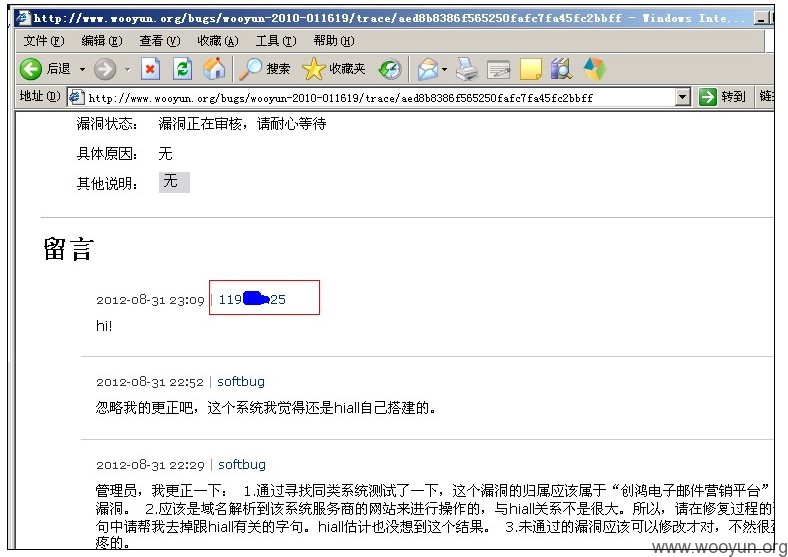 http://www.wooyun.org/bugs/wooyun-2010-011619/trace/aed8b8386f565250fafc7fa45fc2bbff - Windows Inte...
文件(F) 编辑(E) 查看(V) 收藏(A) 工具(T) 帮助(H)
后退 搜索 收藏夹
地址(D) http://www.wooyun.org/bugs/wooyun-2010-011619/trace/aed8b8386f565250fafc7fa45fc2bbff 转到 链
漏洞状态： 漏洞正在审核，请耐心等待
具体原因： 无
其他说明： 无
留言
2012-08-31 23:09 | 119 25
hi!
2012-08-31 22:52 | softbug
忽略我的更正吧，这个系统我觉得还是hiall自己搭建的。
2012-08-31 22:29 | softbug
管理员，我更正一下： 1.通过寻找同类系统测试了一下，这个漏洞的归属应该属于“创鸿电子邮件营销平台”
漏洞。 2.应该是域名解析到该系统服务商的网站来进行操作的，与hiall关系不是很大。所以，请在修复过程的
句中请帮我去掉跟hiall有关的字句。hiall估计也没想到这个结果。 3.未通过的漏洞应该可以修改才对，不然很
疼的。
www.wooyun.org